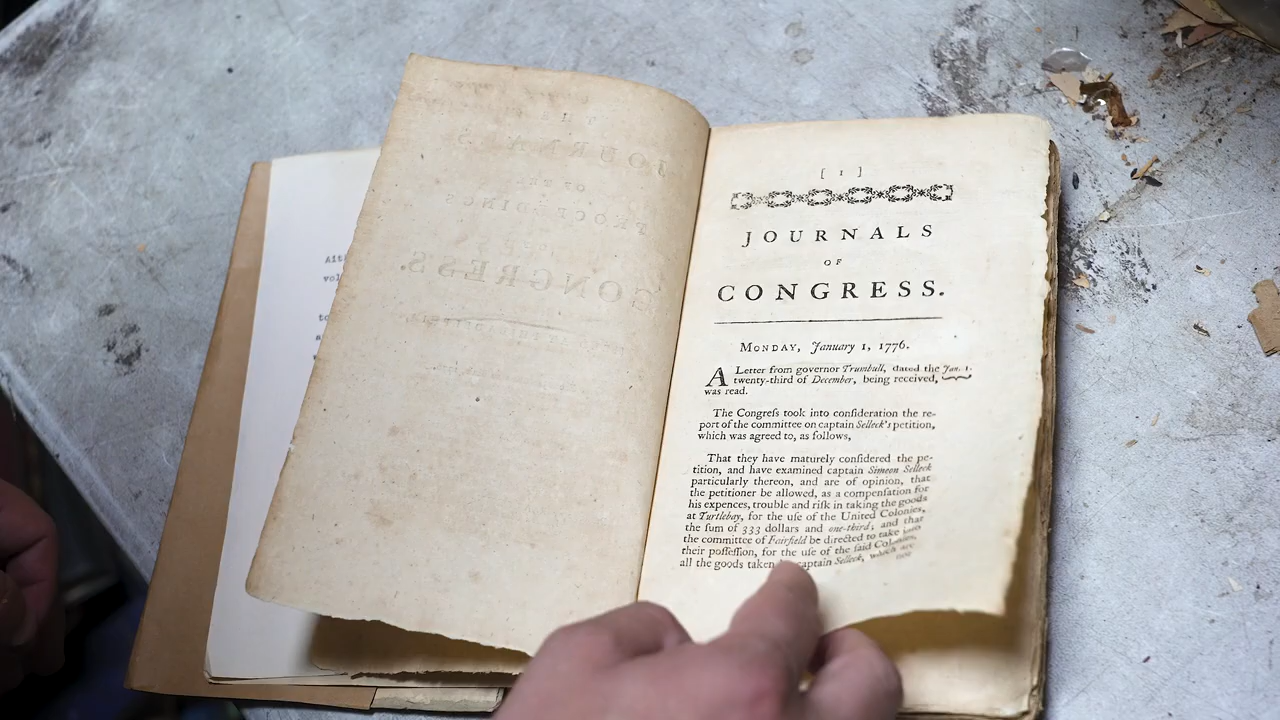 [ 1 ]
JOURNALS
OF
CONGRESS.
MONDAY, January 1, 1776.
A Letter from governor Trumbull, dated the Jan. 1.
twenty-third of December, being received,
was read.
The Congreſs took into conſideration the re-
port of the committee on captain Selleck's petition,
which was agreed to, as follows,
That they have maturely conſidered the pe-
tition, and have examined captain Simeon Selleck
particularly thereon, and are of opinion, that
the petitioner be allowed, as a compenſation for
his expences, trouble and riſk in taking the goods
at Turtlebay, for the uſe of the United Colonies,
the ſum of 333 dollars and one-third; and that
the committee of Fairfield be directed to take into
their poſſeſſion, for the uſe of the ſaid Colonies,
all the goods taken captain Selleck, which are